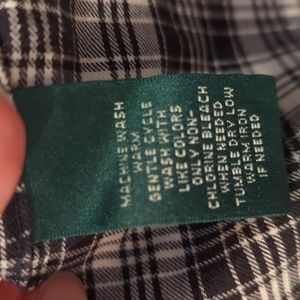 MACHINE WASH
WARM
GENTLE CYCLE
WASH WITH
LIKE COLORS
ONLY NON-
CHLORINE BLEACH
WHEN NEEDED
TUMBLE DRY LOW
WARM IRON
IF NEEDED